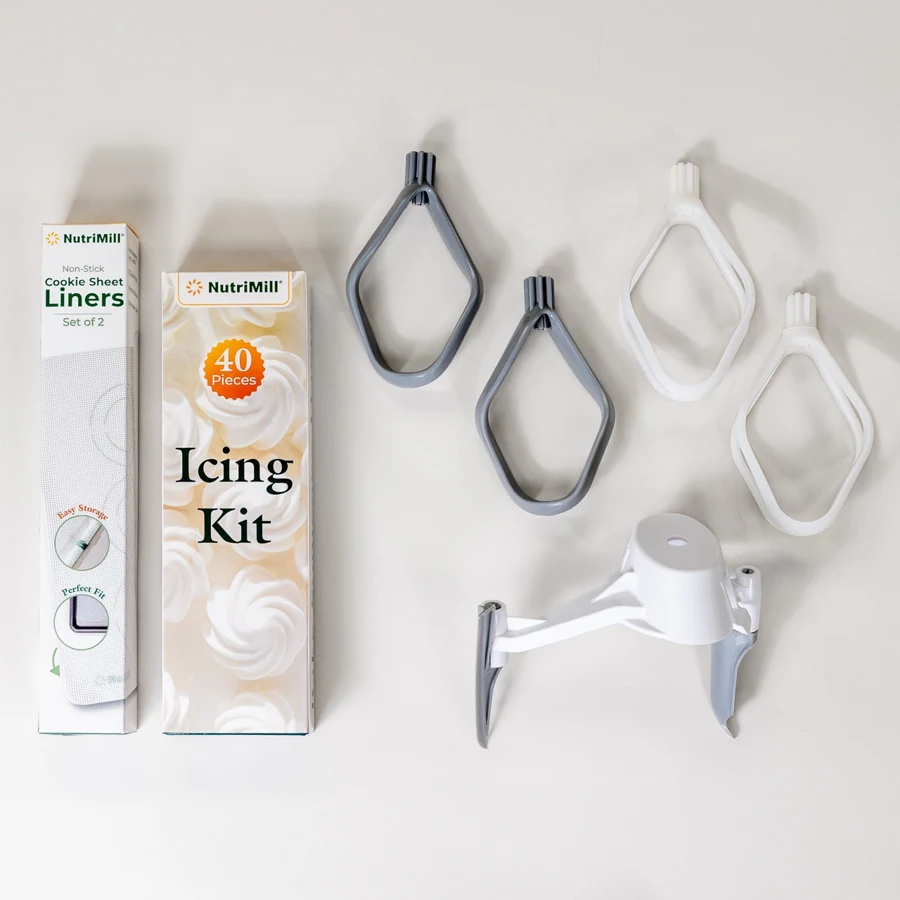 NutriMill®
Non-Stick
Cookie Sheet
Liners
Set of 2
Easy Storage
Perfect Fit
NutriMill®
40
Pieces
Icing
Kit